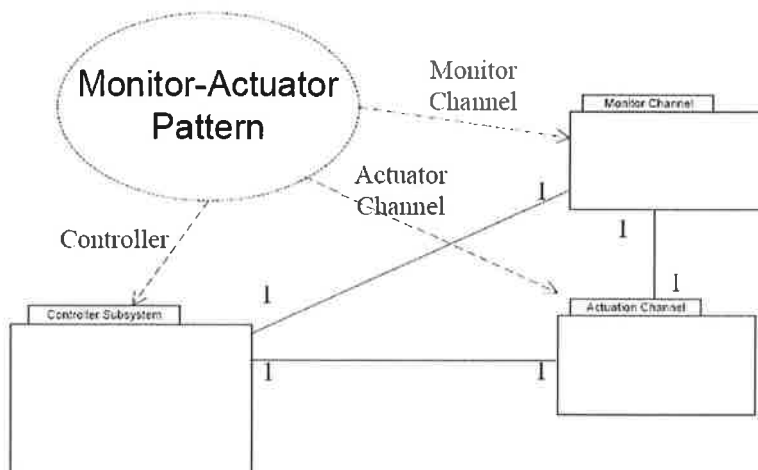 Monitor-Actuator
Pattern
Monitor
Channel
Monitor Channel
Actuator
Channel
Controller
1
1
1
1
Controller Subsystem
Actuation Channel
1
1